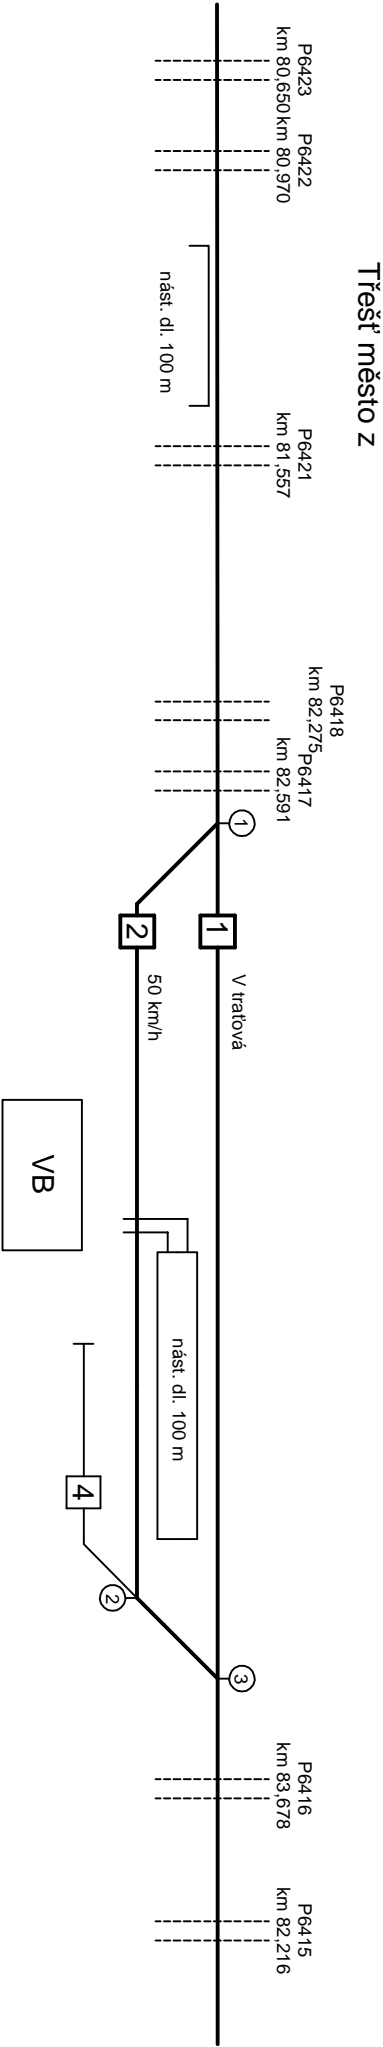 Třešť město z
P6423
km 80,650
P6422
km 80,970
nást. dl. 100 m
P6421
km 81,557
P6418
km 82,275
P6417
km 82,591
1
1
V traťová
2
50 km/h
VB
nást. dl. 100 m
4
2
3
P6416
km 83,678
P6415
km 82,216